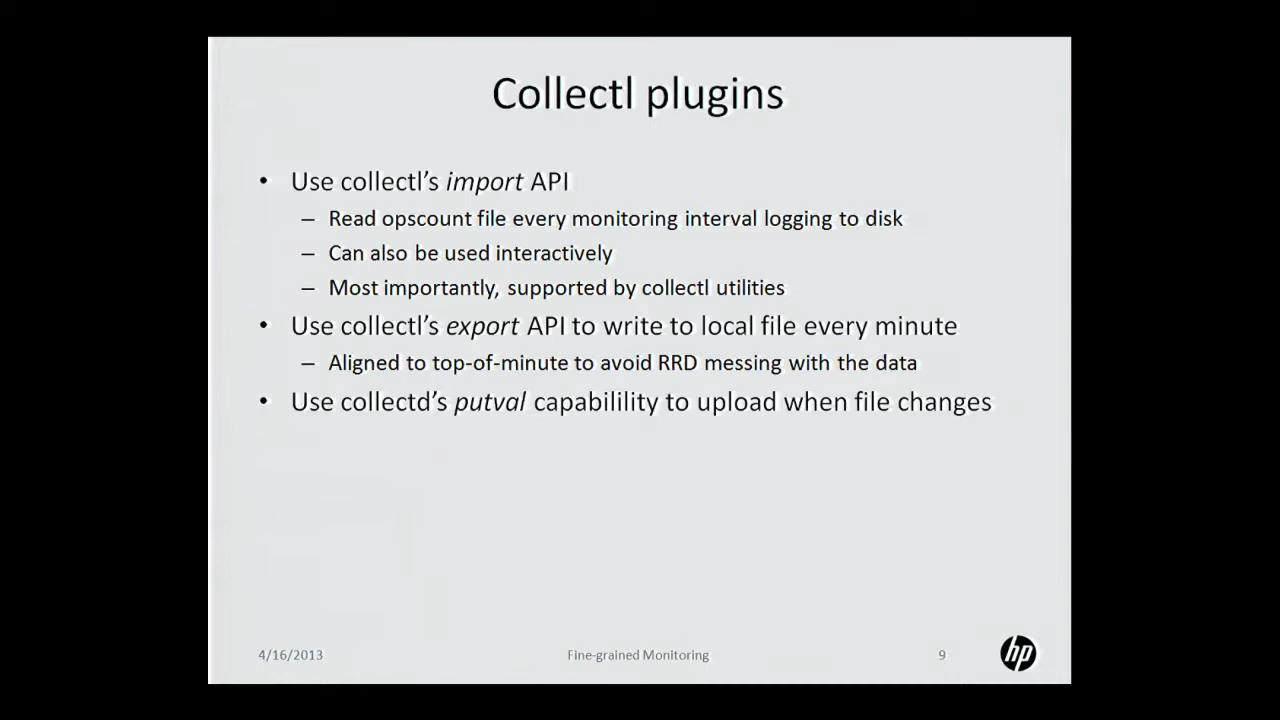 Collectl plugins
• Use collectl’s import API
– Read opscount file every monitoring interval logging to disk
– Can also be used interactively
– Most importantly, supported by collectl utilities
• Use collectl’s export API to write to local file every minute
– Aligned to top-of-minute to avoid RRD messing with the data
• Use collectd’s putval capabilility to upload when file changes
4/16/2013 Fine-grained Monitoring 9 hp